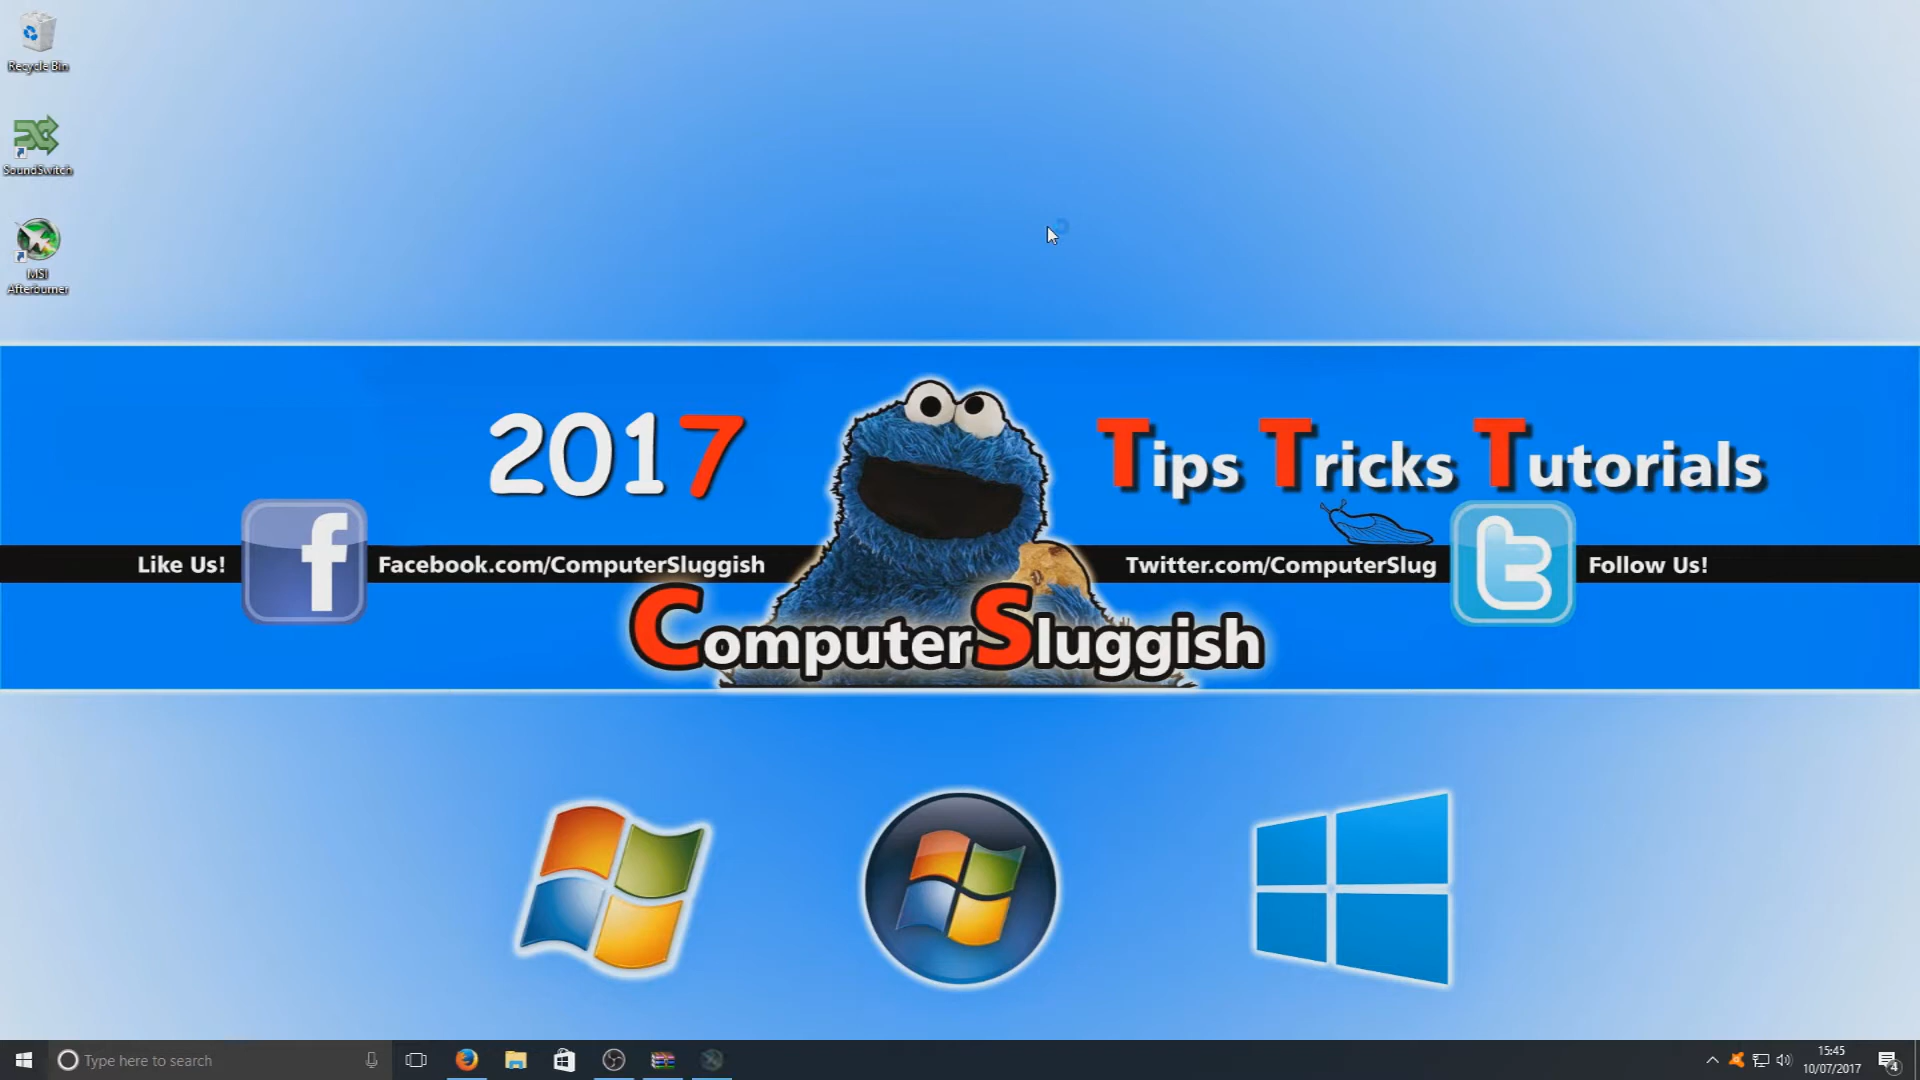 Recycle Bin
SoundSwitch
MSI
Afterburner
2017
Tips Tricks Tutorials
Like Us!
Facebook.com/ComputerSluggish
Twitter.com/ComputerSlug
Follow Us!
ComputerSluggish
Type here to search
15:45
10/07/2017
4